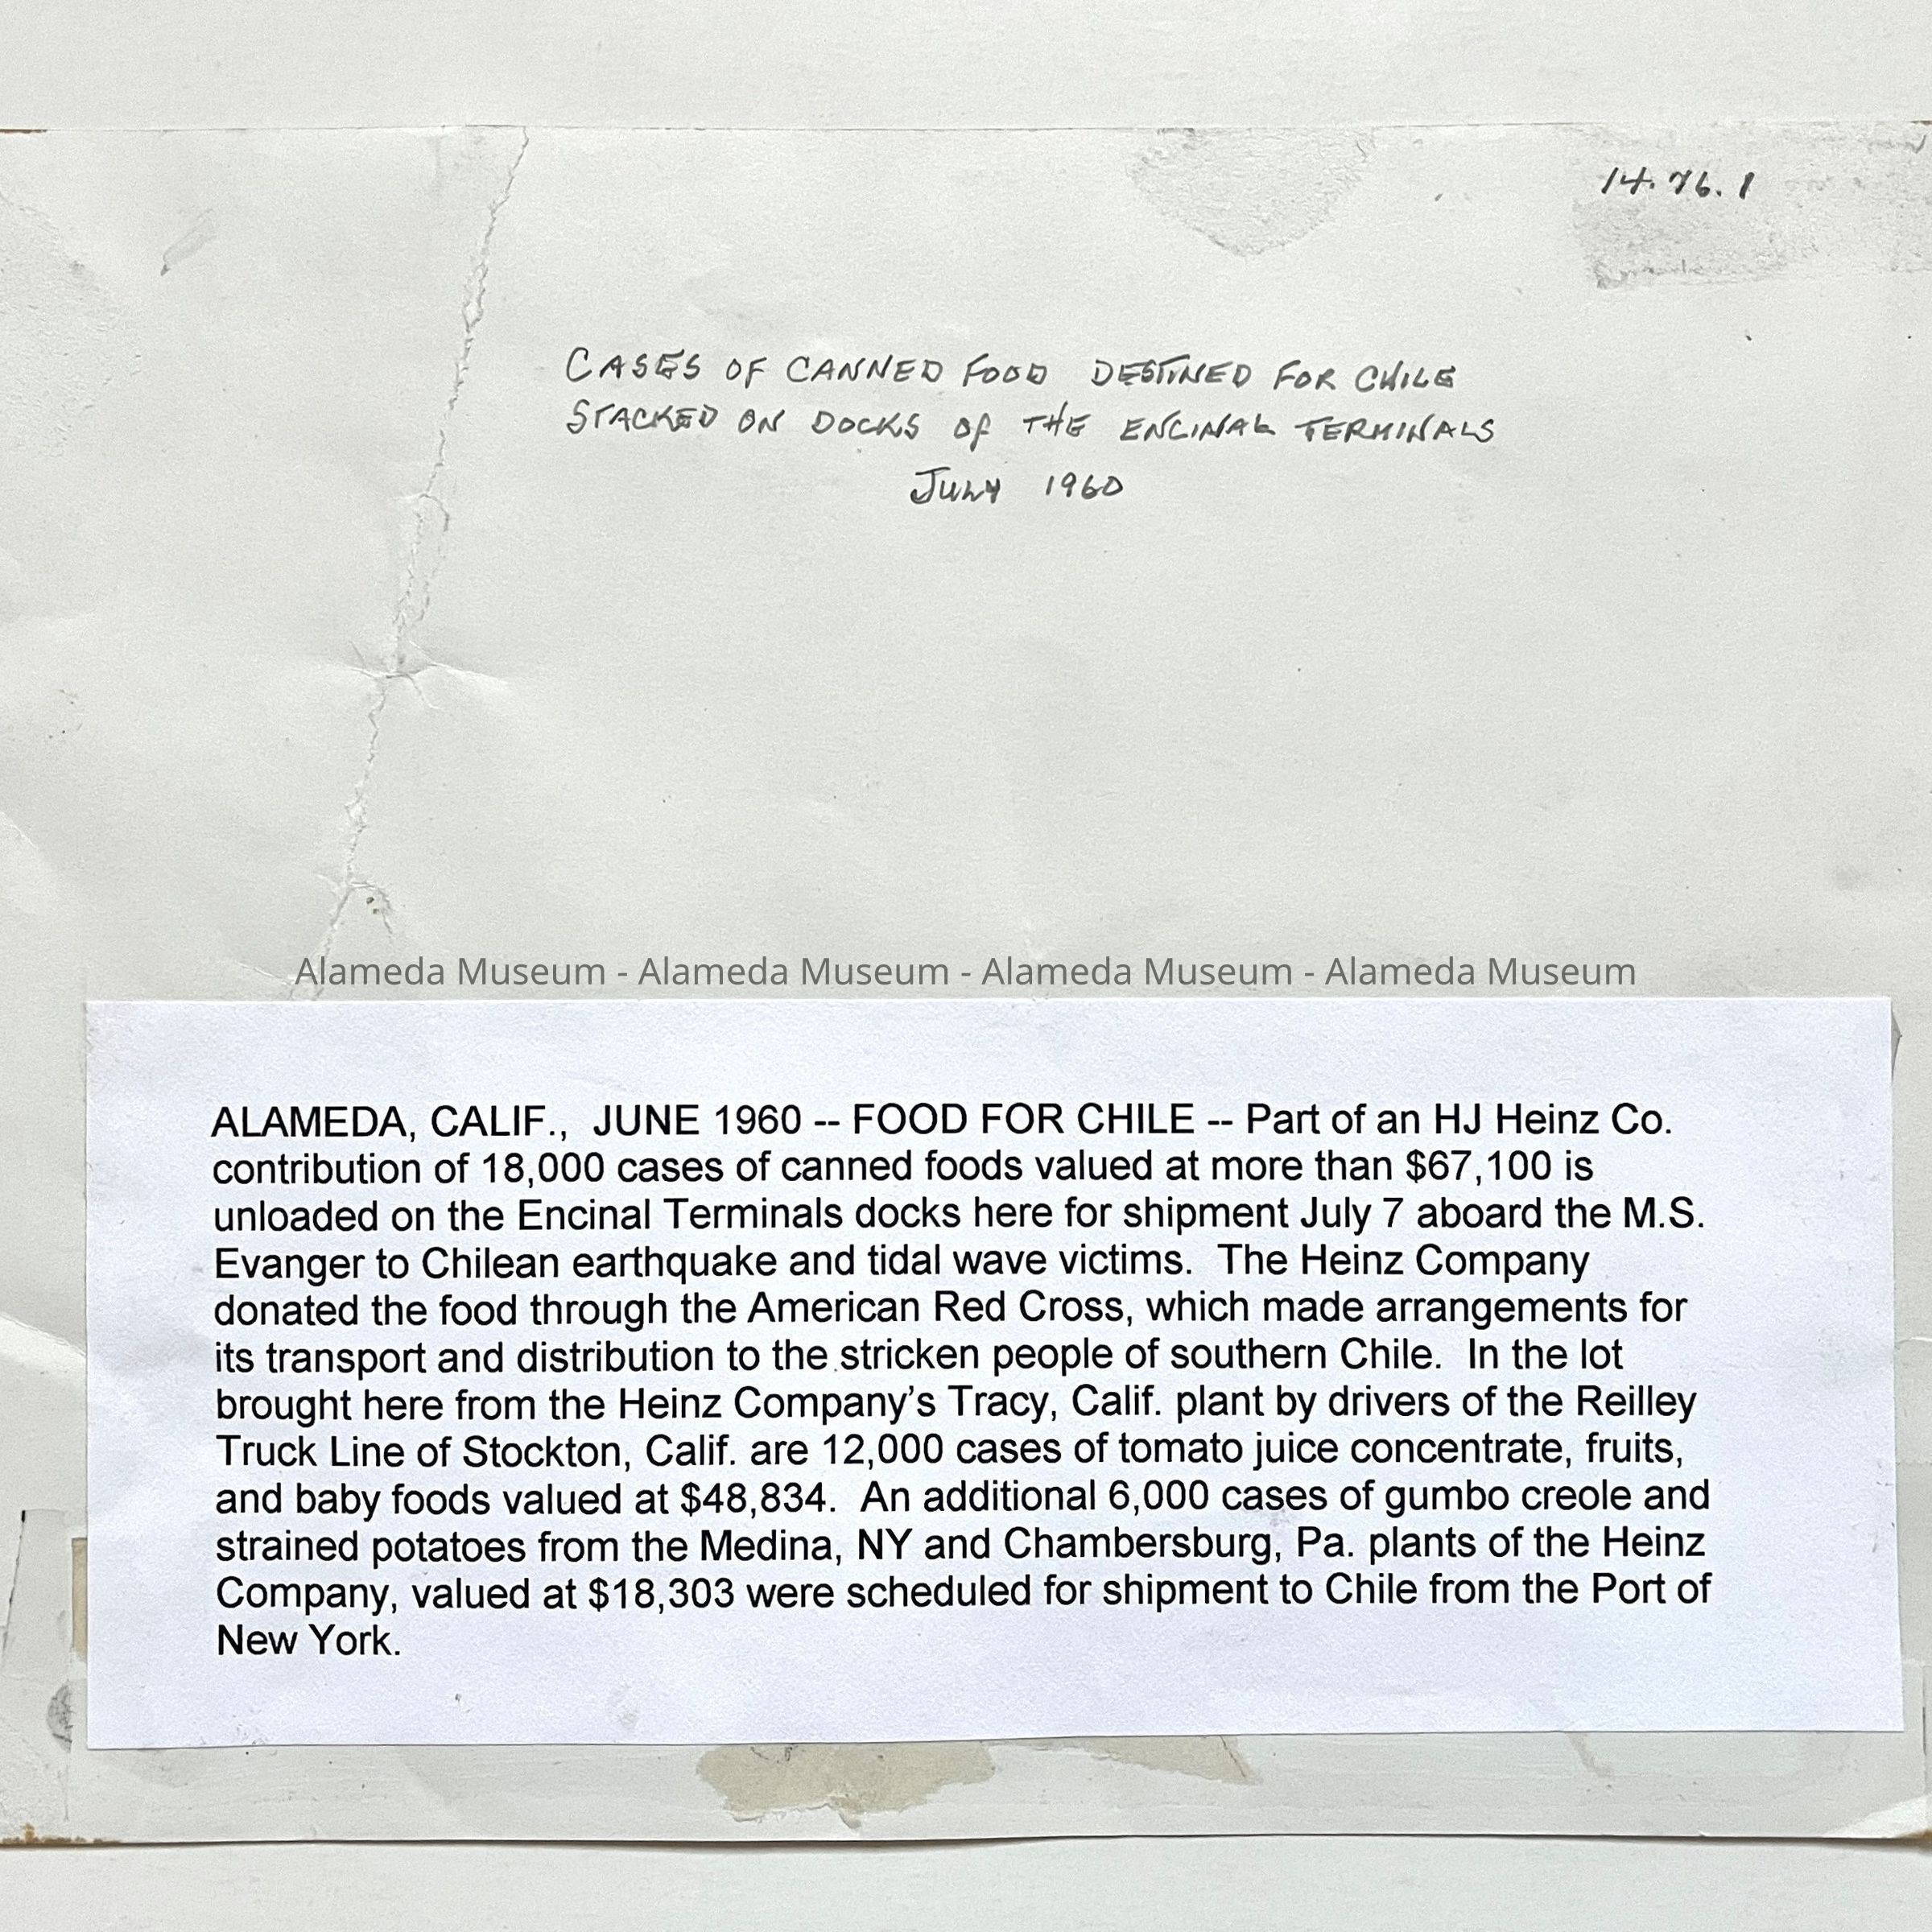 14.76.1
CASES OF CANNED FOOD DESTINED FOR CHILE
STACKED ON DOCKS OF THE ENCINAL TERMINALS
JULY 1960
Alameda Museum - Alameda Museum - Alameda Museum - Alameda Museum
ALAMEDA, CALIF., JUNE 1960 -- FOOD FOR CHILE -- Part of an HJ Heinz Co.
contribution of 18,000 cases of canned foods valued at more than $67,100 is
unloaded on the Encinal Terminals docks here for shipment July 7 aboard the M.S.
Evanger to Chilean earthquake and tidal wave victims. The Heinz Company
donated the food through the American Red Cross, which made arrangements for
its transport and distribution to the stricken people of southern Chile. In the lot
brought here from the Heinz Company’s Tracy, Calif. plant by drivers of the Reilley
Truck Line of Stockton, Calif. are 12,000 cases of tomato juice concentrate, fruits,
and baby foods valued at $48,834. An additional 6,000 cases of gumbo creole and
strained potatoes from the Medina, NY and Chambersburg, Pa. plants of the Heinz
Company, valued at $18,303 were scheduled for shipment to Chile from the Port of
New York.